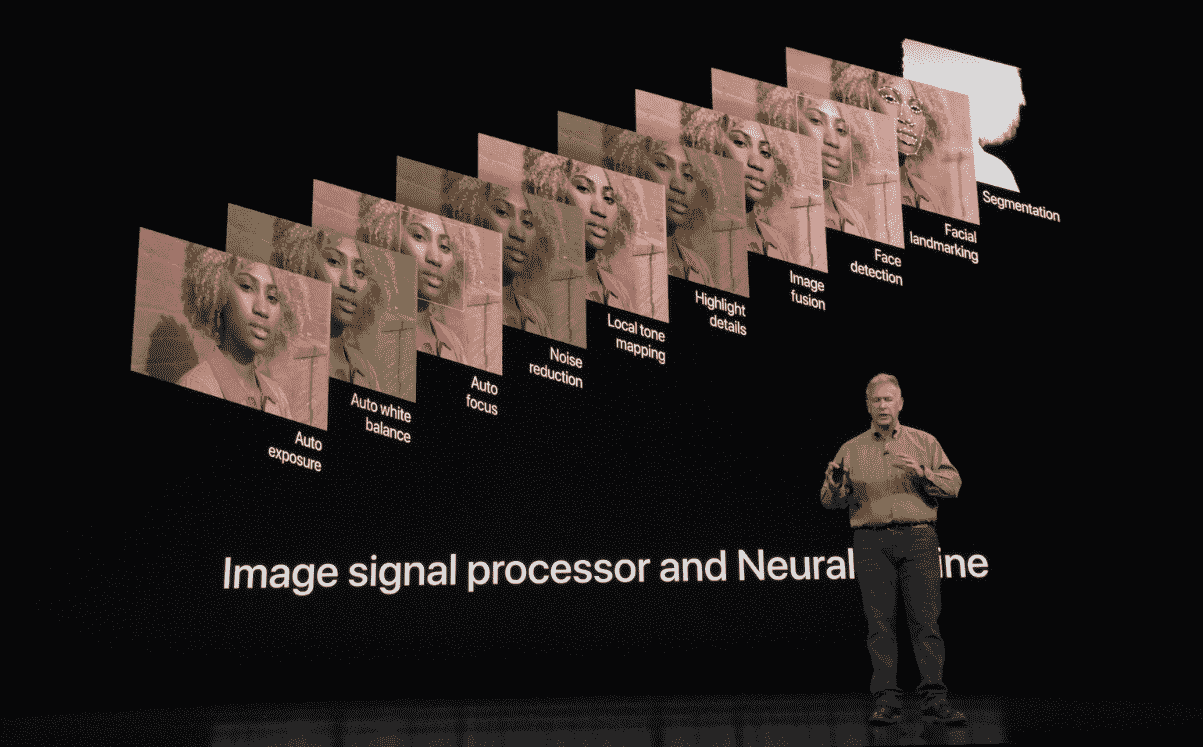 Auto
exposure
Auto white
balance
Auto
focus
Noise
reduction
Local tone
mapping
Highlight
details
Image
fusion
Face
detection
Facial
landmarking
Segmentation
Image signal processor and Neural ine